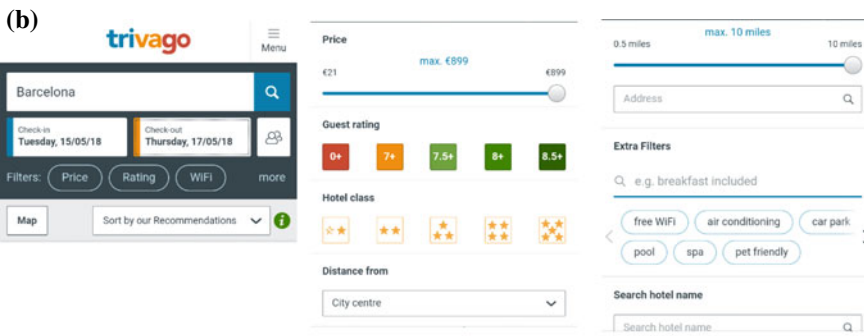 (b)
trivago
Menu
Barcelona
Check-in
Tuesday, 15/05/18
Check-out
Thursday, 17/05/18
Filters: Price Rating WiFi more
Map
Sort by our Recommendations
i
Price
max. €899
€21 €899
Guest rating
0+ 7+ 7.5+ 8+ 8.5+
Hotel class
Distance from
City centre
max. 10 miles
0.5 miles 10 miles
Address
Extra Filters
e.g. breakfast included
free WiFi air conditioning car park
pool spa pet friendly
Search hotel name
Search hotel name